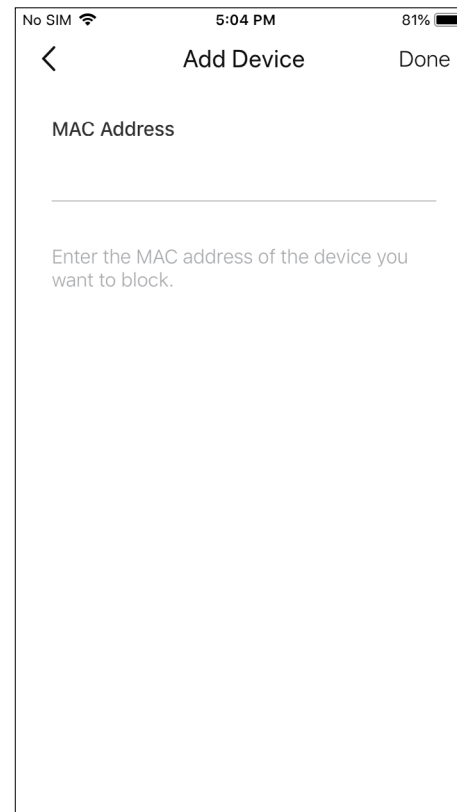 No SIM 5:04 PM 81%
Add Device Done
MAC Address
Enter the MAC address of the device you
want to block.